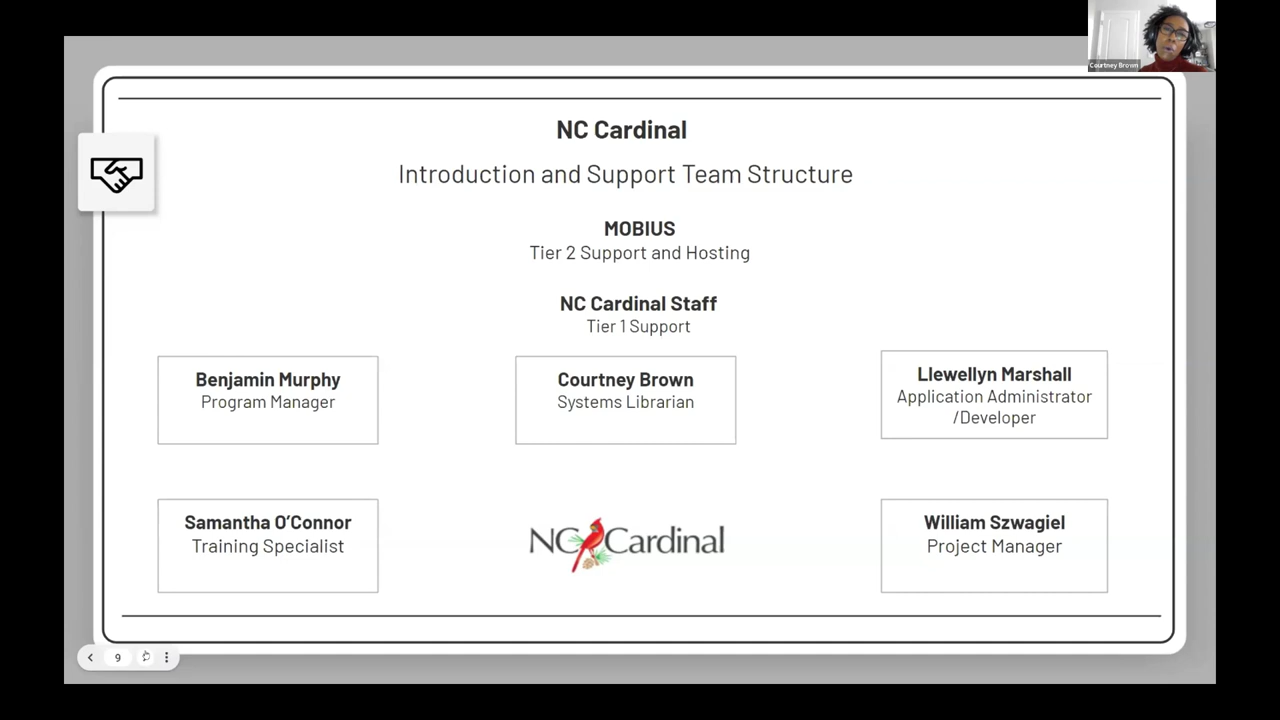 Courtney Brown
NC Cardinal
Introduction and Support Team Structure
MOBIUS
Tier 2 Support and Hosting
NC Cardinal Staff
Tier 1 Support
Benjamin Murphy
Program Manager
Courtney Brown
Systems Librarian
Llewellyn Marshall
Application Administrator
/Developer
Samantha O’Connor
Training Specialist
NC Cardinal
William Szwagiel
Project Manager
9